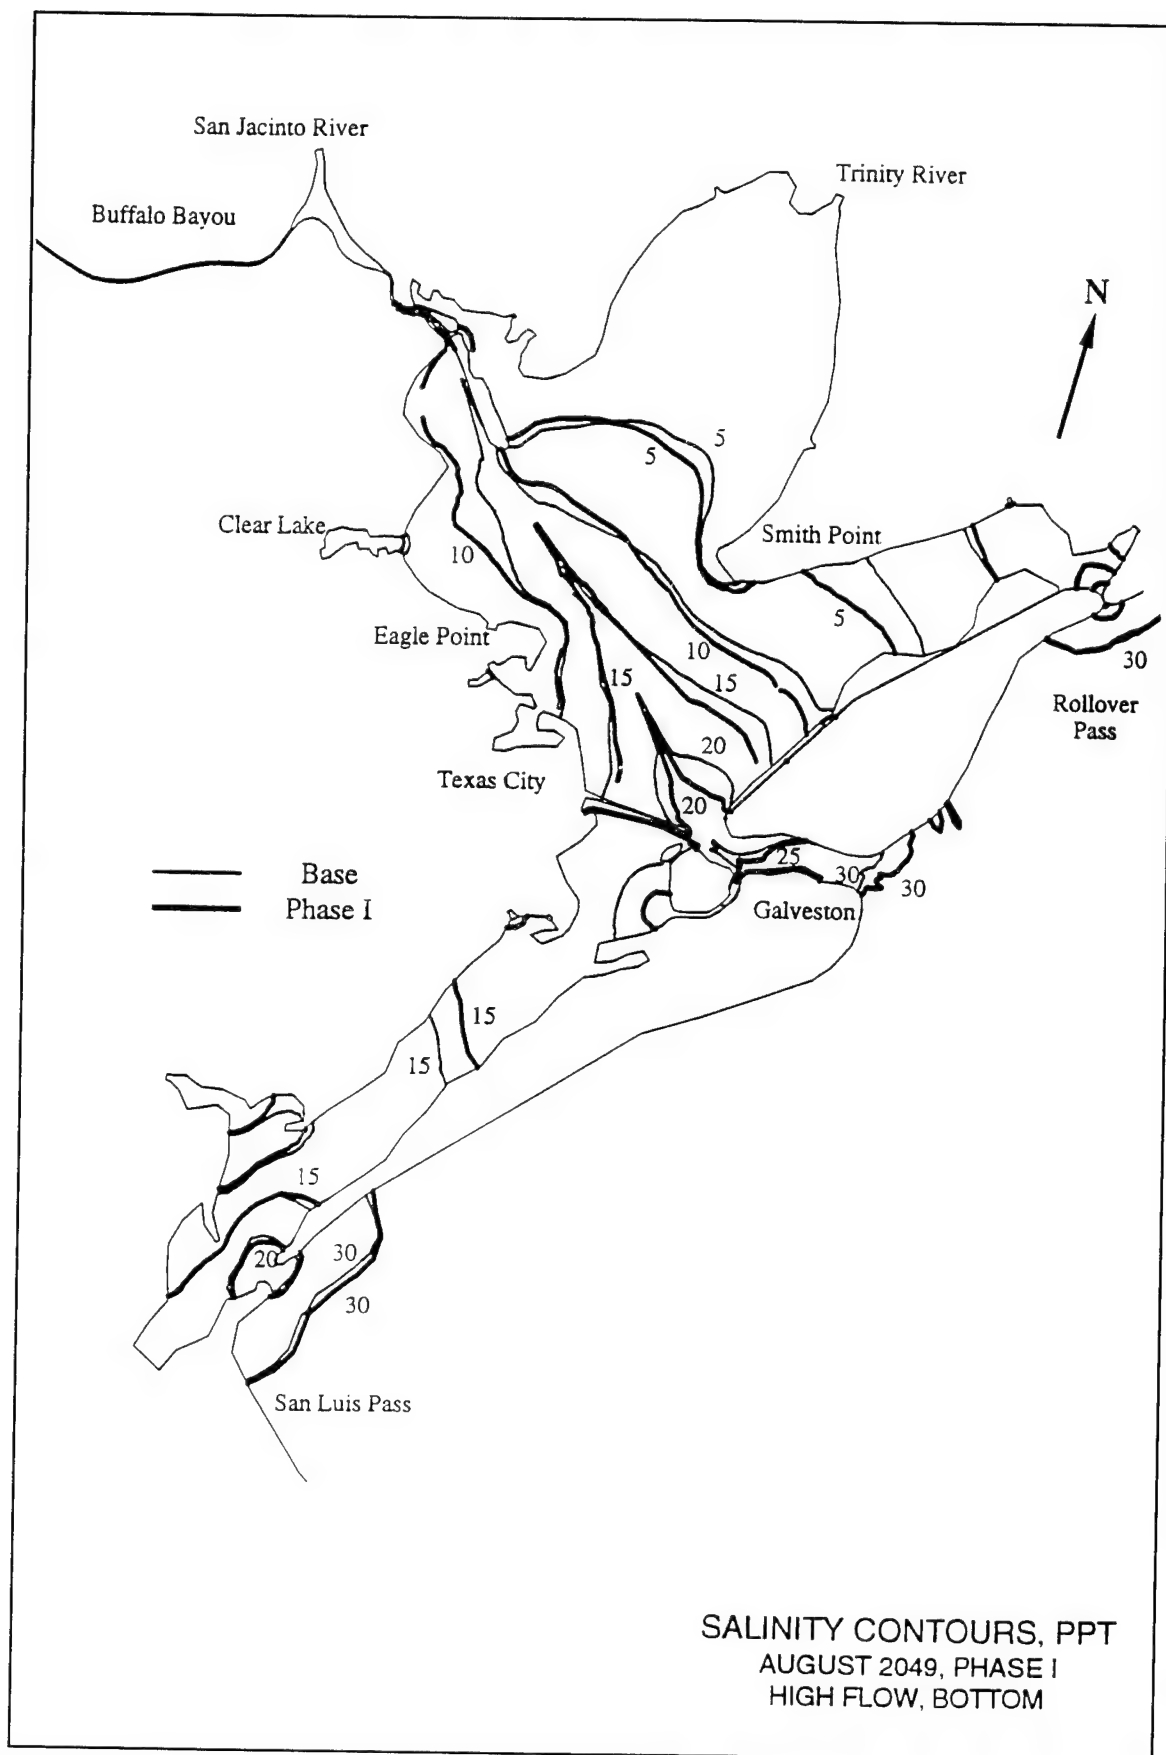 San Jacinto River
Trinity River
Buffalo Bayou
N
5
5
Clear Lake
Smith Point
10
5
Eagle Point
10
30
15
15
Rollover
Pass
20
Texas City
20
25
30
30
Base
Phase I
Galveston
15
15
15
20
30
30
San Luis Pass
SALINITY CONTOURS, PPT
AUGUST 2049, PHASE I
HIGH FLOW, BOTTOM